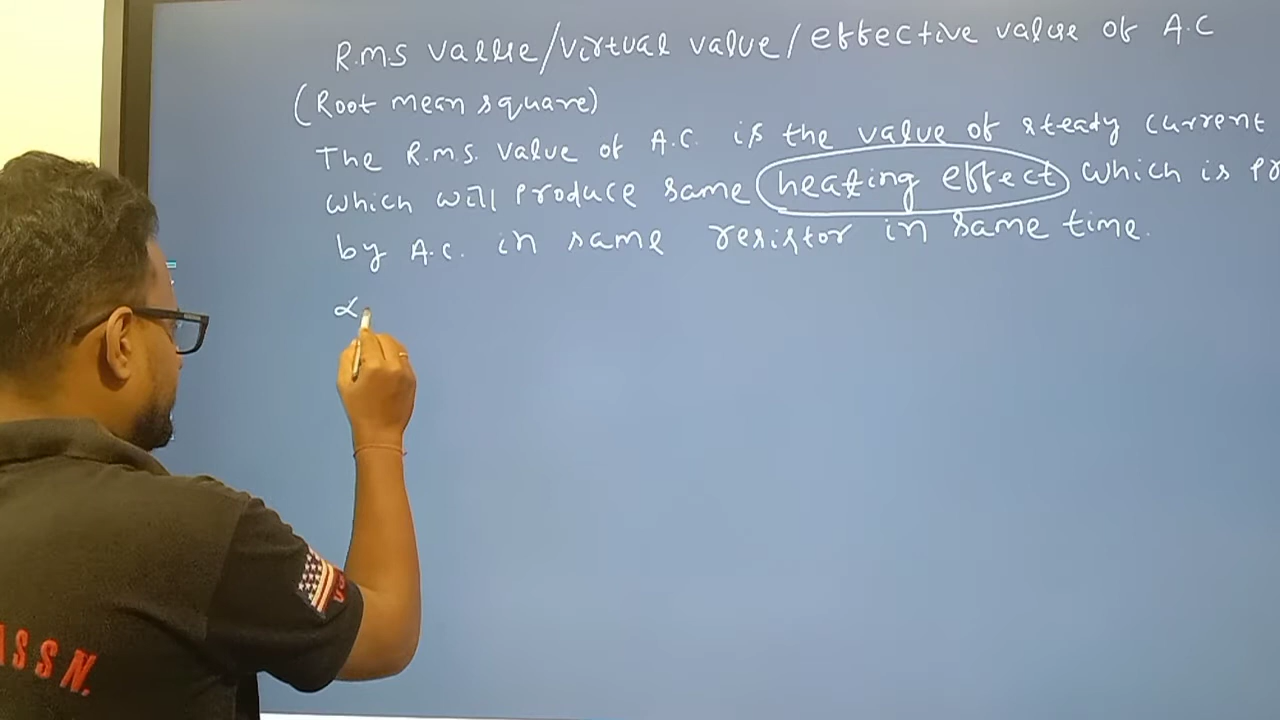 R.m.s value/virtual value/effective value of A.C
(Root mean square)
The R.m.s. value of A.C. is the value of steady current
which will produce same heating effect which is
by A.C. in same resistor in same time.
α
SSN.